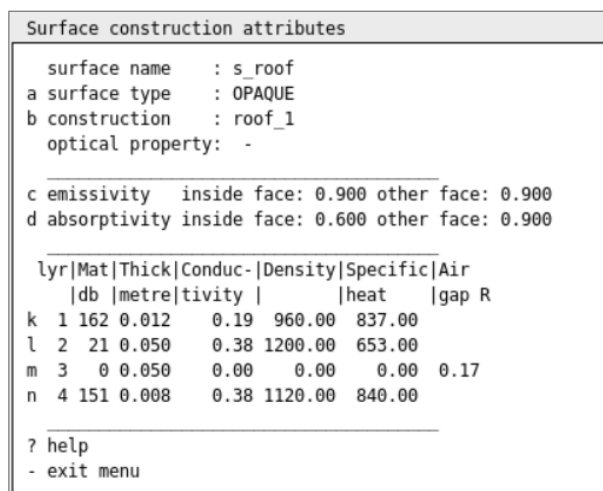 Surface construction attributes
surface name    : s_roof
a surface type    : OPAQUE
b construction    : roof_1
optical property:  -
c emissivity   inside face: 0.900 other face: 0.900
d absorptivity inside face: 0.600 other face: 0.900
lyr|Mat|Thick|Conduc-|Density|Specific|Air
|db |metre|tivity |       |heat    |gap R
k  1 162 0.012    0.19  960.00  837.00
l  2  21 0.050    0.38 1200.00  653.00
m  3   0 0.050    0.00    0.00    0.00  0.17
n  4 151 0.008    0.38 1120.00  840.00
? help
- exit menu